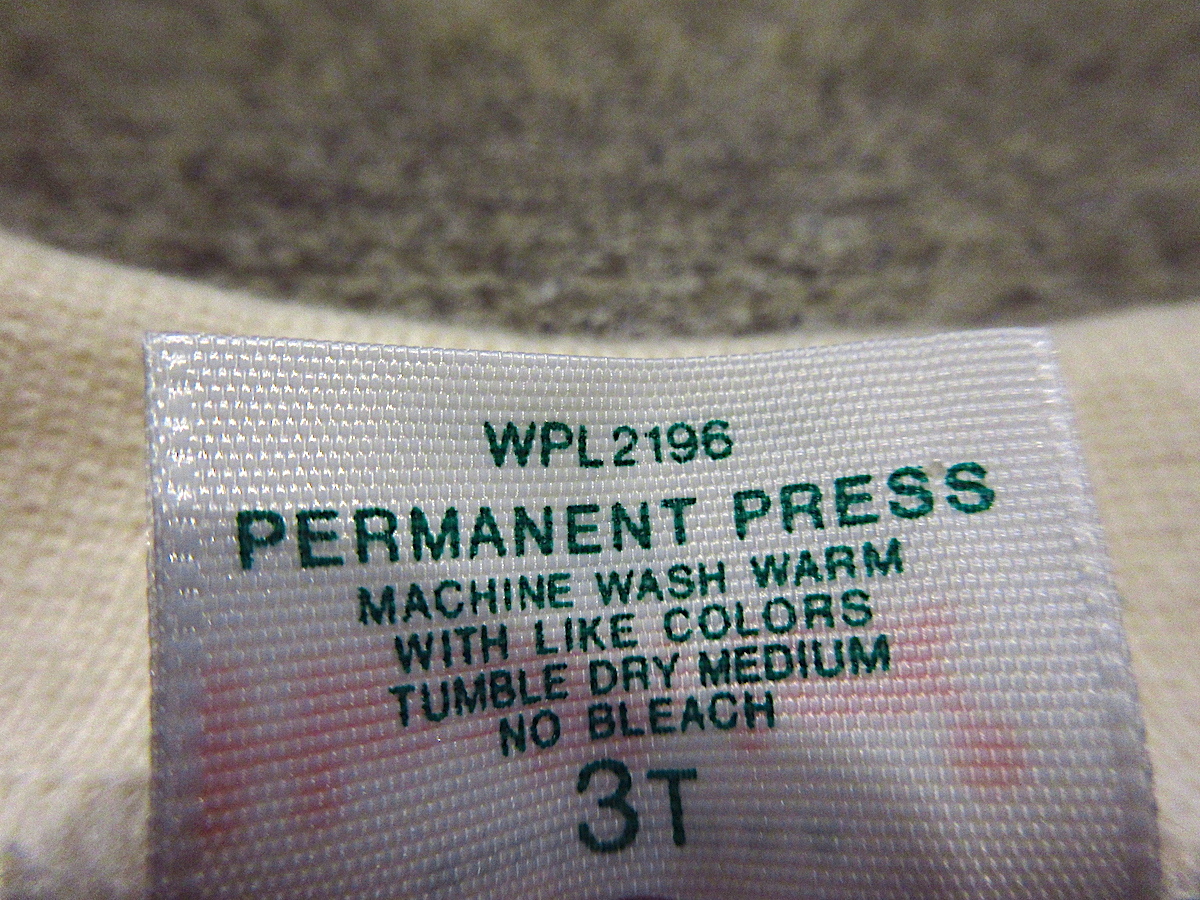 WPL2196
PERMANENT PRESS
MACHINE WASH WARM
WITH LIKE COLORS
TUMBLE DRY MEDIUM
NO BLEACH
3T